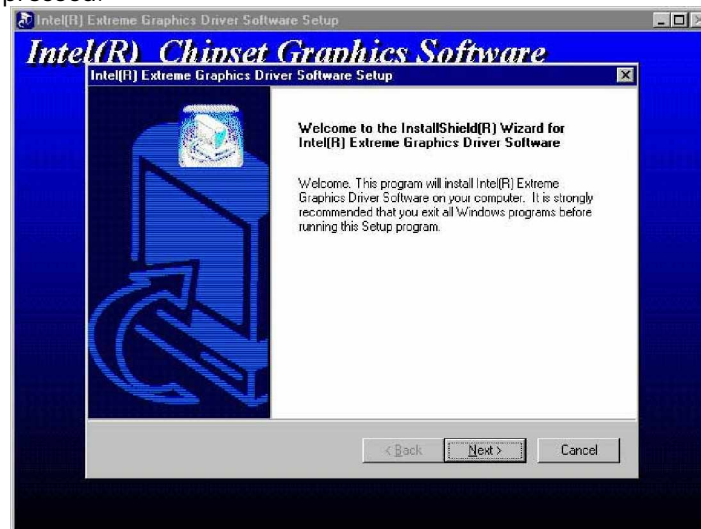 Intel(R) Extreme Graphics Driver Software Setup
Intel(R) Chipset Graphics Software
Intel(R) Extreme Graphics Driver Software Setup
Welcome to the InstallShield(R) Wizard for
Intel(R) Extreme Graphics Driver Software
Welcome. This program will install Intel(R) Extreme
Graphics Driver Software on your computer. It is strongly
recommended that you exit all Windows programs before
running this Setup program.
< Back Next > Cancel